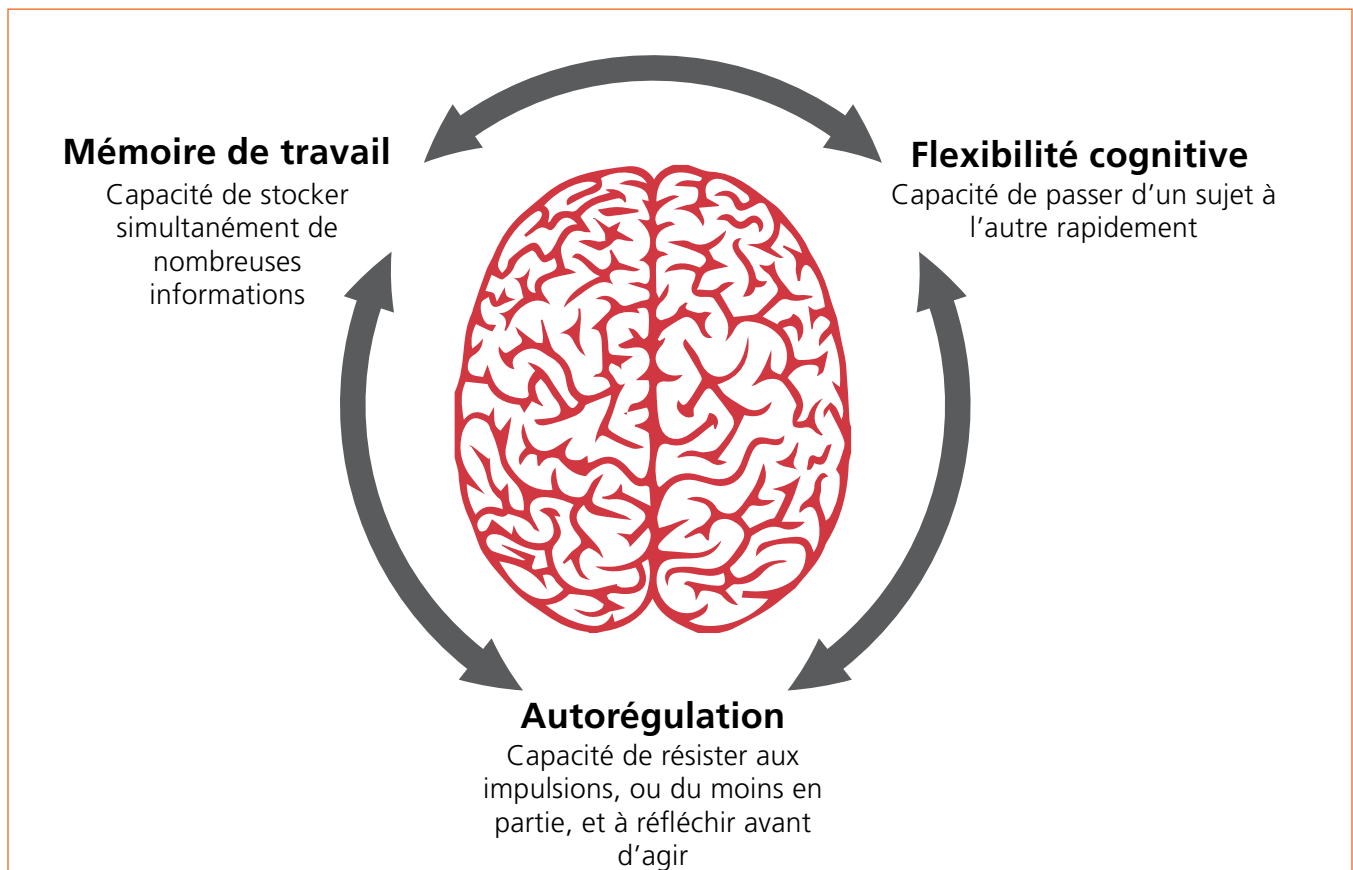 Mémoire de travail
Capacité de stocker
simultanément de
nombreuses
informations
Flexibilité cognitive
Capacité de passer d’un sujet à
l’autre rapidement
Autorégulation
Capacité de résister aux
impulsions, ou du moins en
partie, et à réfléchir avant
d’agir